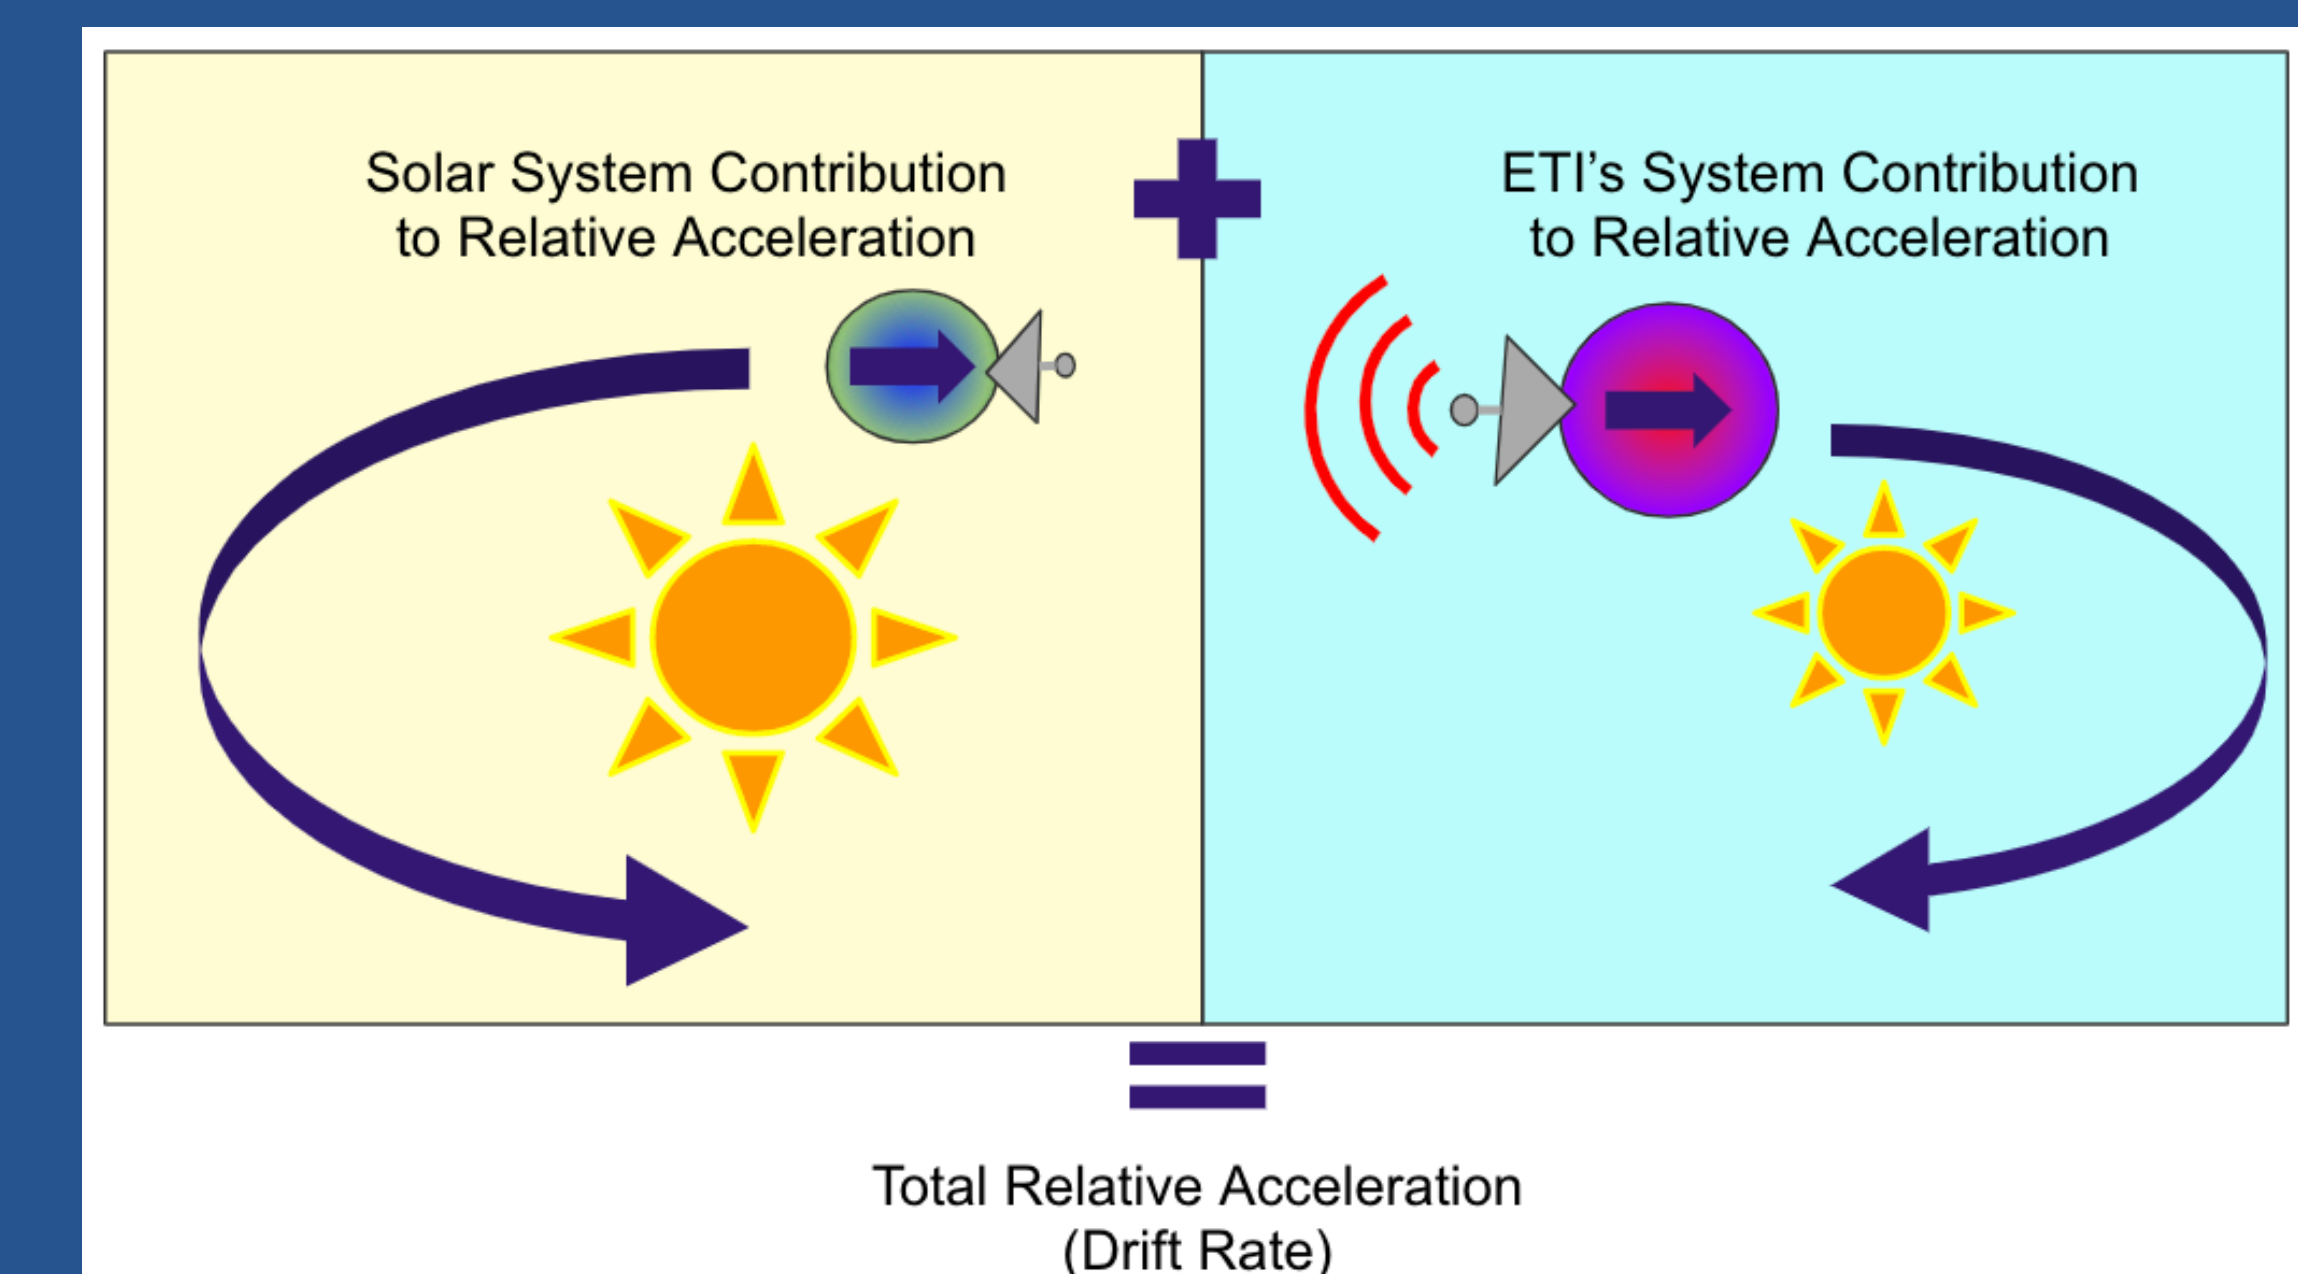 Solar System Contribution
to Relative Acceleration
ETI’s System Contribution
to Relative Acceleration
Total Relative Acceleration
(Drift Rate)